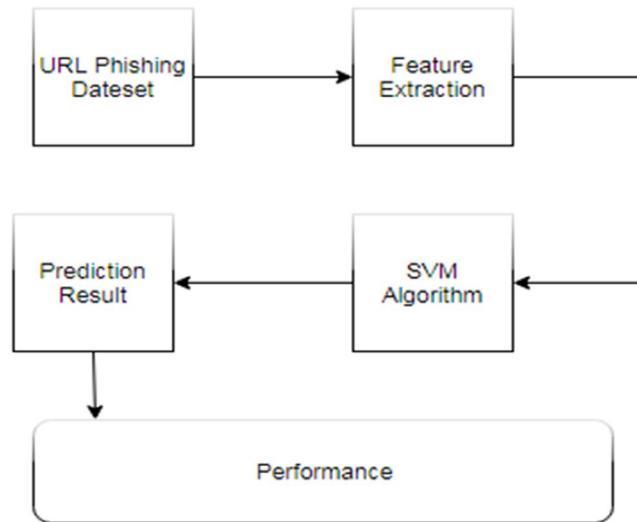 URL Phishing
Dateset
Feature
Extraction
Prediction
Result
SVM
Algorithm
Performance